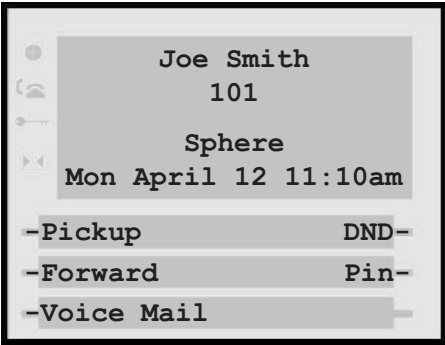 Joe Smith
101
Sphere
Mon April 12 11:10am
-Pickup DND-
-Forward Pin-
-Voice Mail